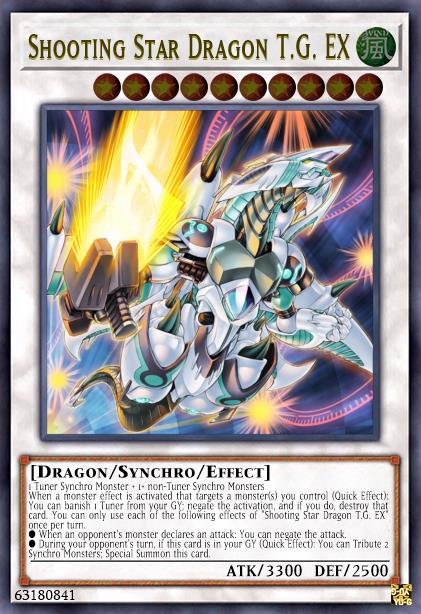 SHOOTING STAR DRAGON T.G. EX
WIND
風
[DRAGON/SYNCHRO/EFFECT]
1 Tuner Synchro Monster + 1+ non-Tuner Synchro Monsters
When a monster effect is activated that targets a monster(s) you control (Quick Effect):
You can banish 1 Tuner from your GY; negate the activation, and if you do, destroy that
card. You can only use each of the following effects of "Shooting Star Dragon T.G. EX"
once per turn.
● When an opponent's monster declares an attack: You can negate the attack.
● During your opponent's turn, if this card is in your GY (Quick Effect): You can Tribute 2
Synchro Monsters; Special Summon this card.
ATK/3300 DEF/2500
63180841